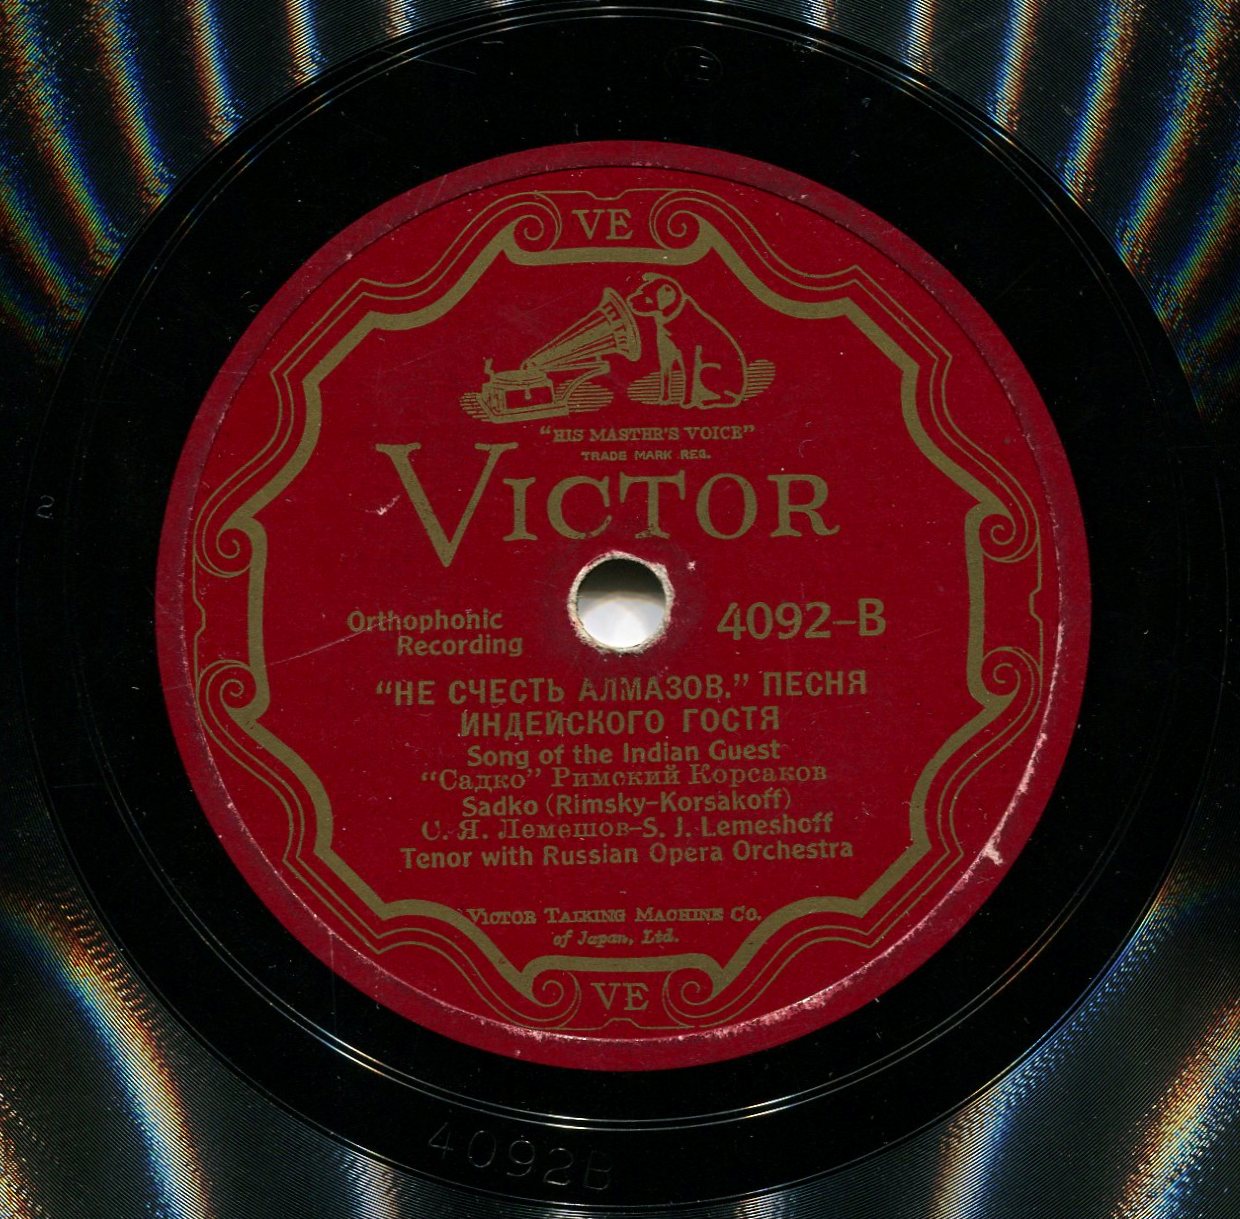 VE
"HIS MASTER'S VOICE"
TRADE MARK REG.
VICTOR
Orthophonic
Recording
4092-B
"НЕ СЧЕСТЬ АЛМАЗОВ." ПЕСНЯ
ИНДЕЙСКОГО ГОСТЯ
Song of the Indian Guest
"Садко" Римский Корсаков
Sadko (Rimsky-Korsakoff)
С. Я. Лемешов-S. J. Lemeshoff
Tenor with Russian Opera Orchestra
VICTOR TALKING MACHINE CO.
of Japan, Ltd.
VE
2
4092B